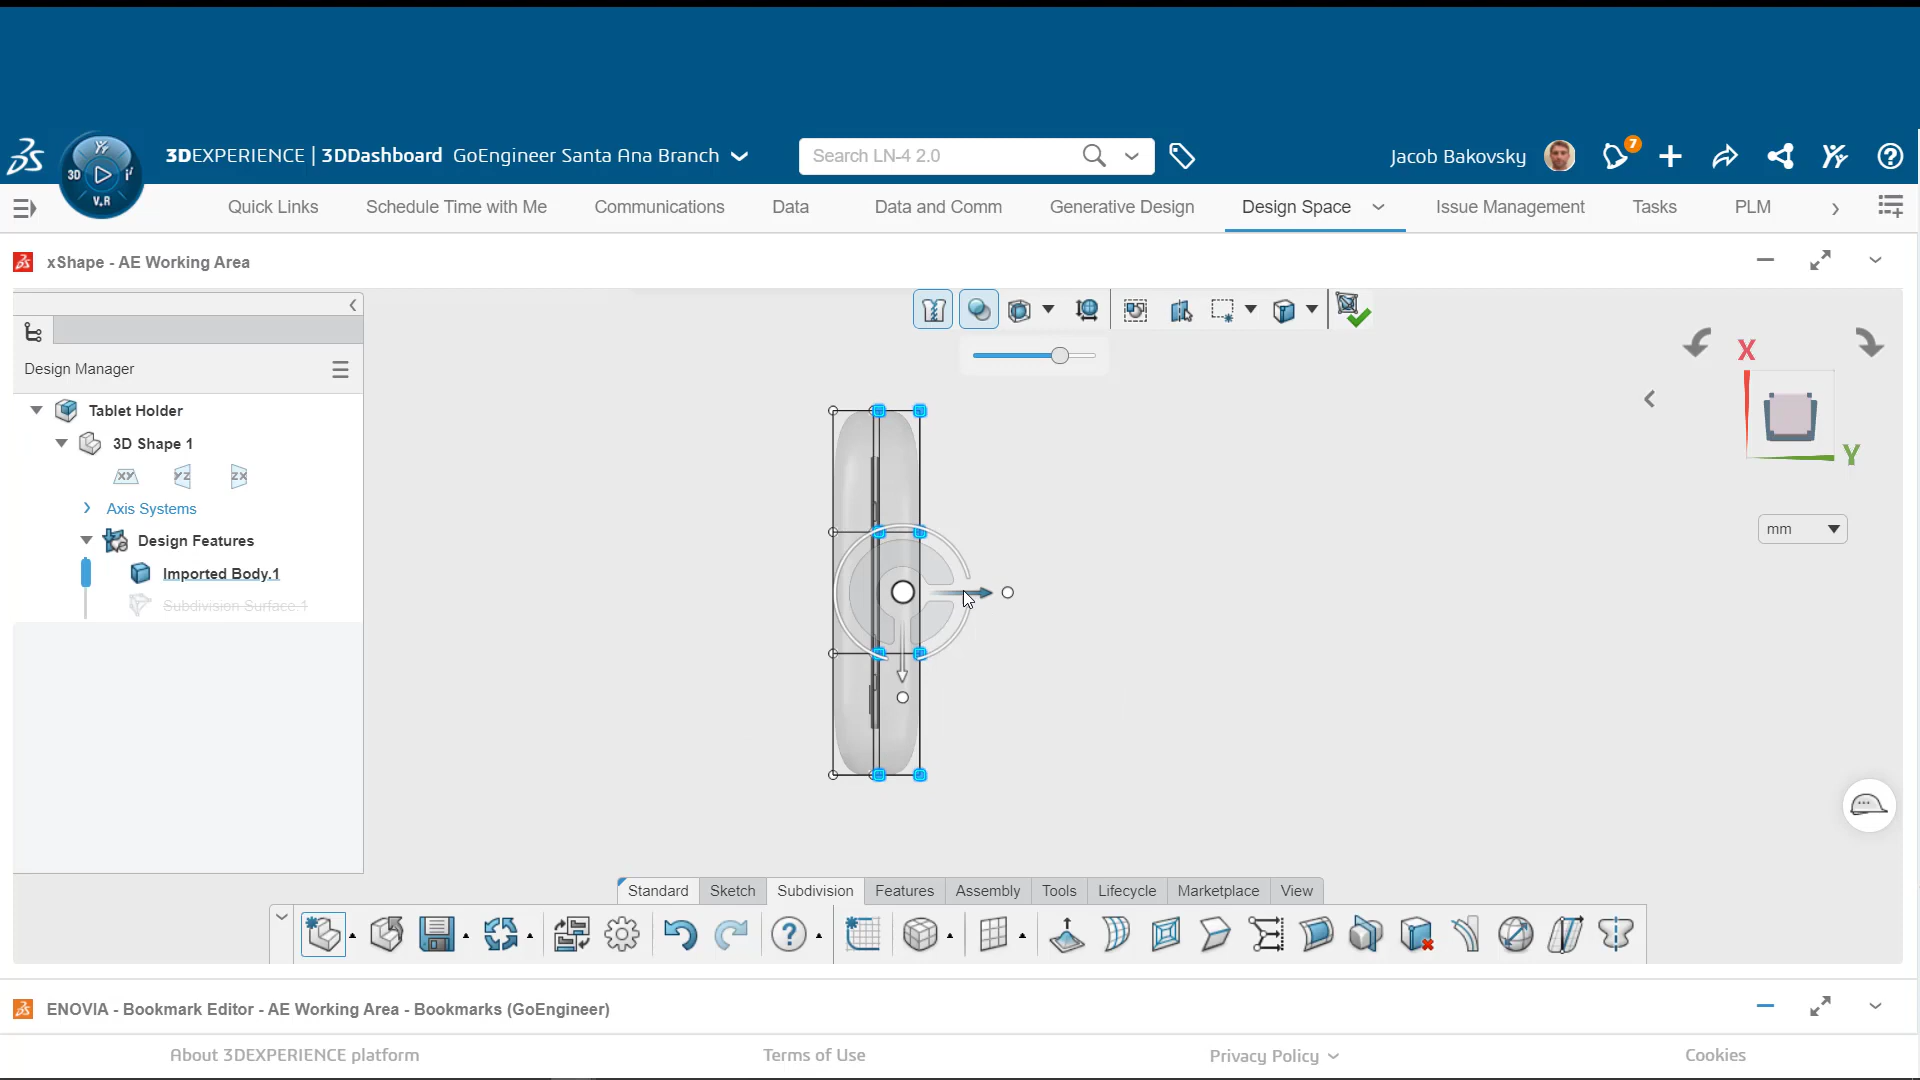 3DEXPERIENCE | 3DDashboard GoEngineer Santa Ana Branch
Search LN-4 2.0
Jacob Bakovsky
7
3D
V.R
Quick Links
Schedule Time with Me
Communications
Data
Data and Comm
Generative Design
Design Space
Issue Management
Tasks
PLM
xShape - AE Working Area
Design Manager
Tablet Holder
3D Shape 1
XY
YZ
ZX
Axis Systems
Design Features
Imported Body.1
Subdivision Surface.1
X
Y
mm
Standard
Sketch
Subdivision
Features
Assembly
Tools
Lifecycle
Marketplace
View
ENOVIA - Bookmark Editor - AE Working Area - Bookmarks (GoEngineer)
About 3DEXPERIENCE platform
Terms of Use
Privacy Policy
Cookies